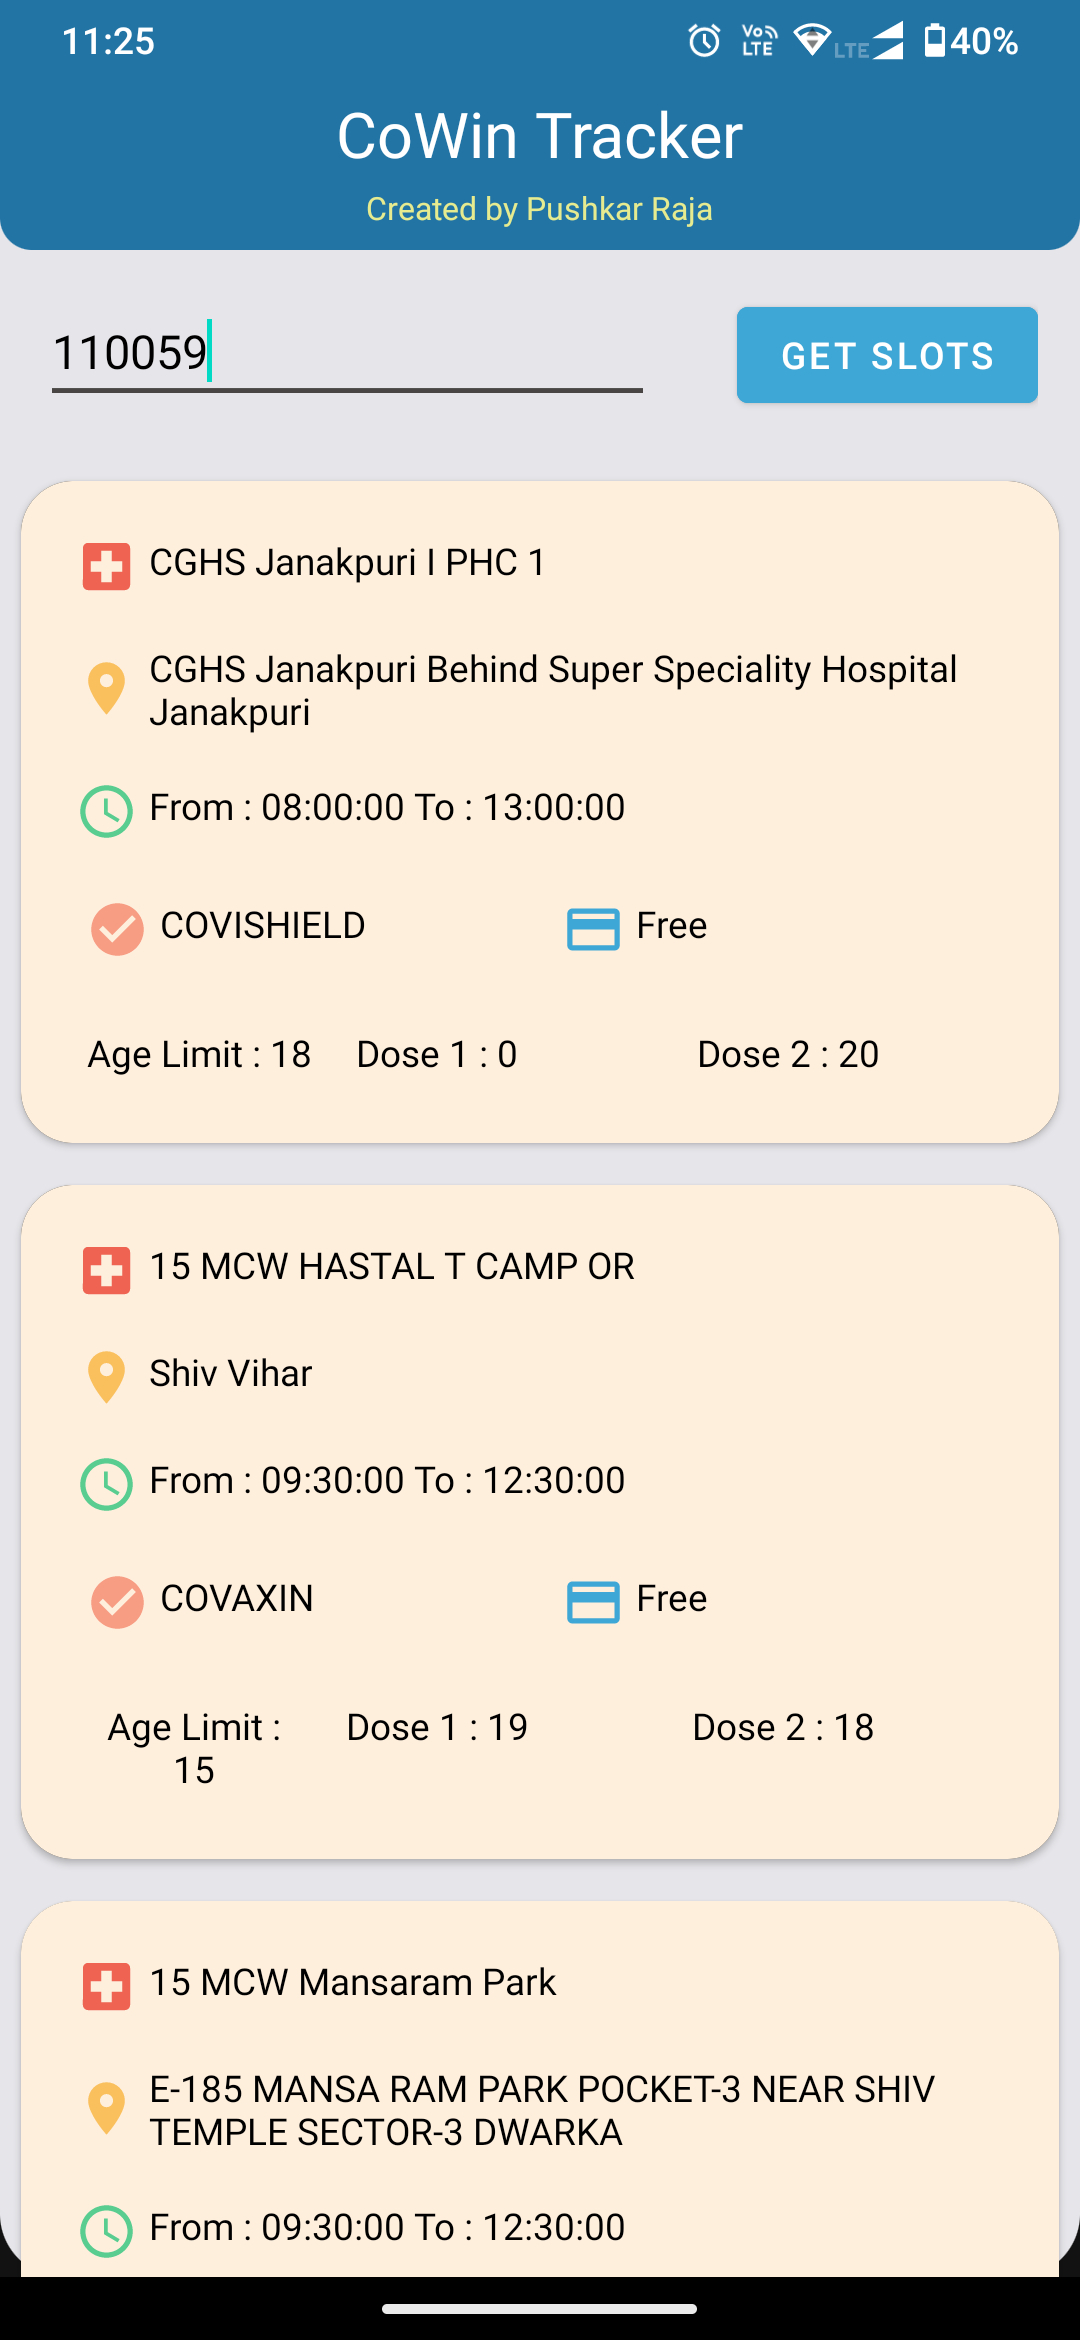 11:25
Vo LTE
LTE
40%
CoWin Tracker
Created by Pushkar Raja
110059
GET SLOTS
CGHS Janakpuri I PHC 1
CGHS Janakpuri Behind Super Speciality Hospital
Janakpuri
From : 08:00:00 To : 13:00:00
COVISHIELD
Free
Age Limit : 18
Dose 1 : 0
Dose 2 : 20
15 MCW HASTAL T CAMP OR
Shiv Vihar
From : 09:30:00 To : 12:30:00
COVAXIN
Free
Age Limit :
15
Dose 1 : 19
Dose 2 : 18
15 MCW Mansaram Park
E-185 MANSA RAM PARK POCKET-3 NEAR SHIV
TEMPLE SECTOR-3 DWARKA
From : 09:30:00 To : 12:30:00